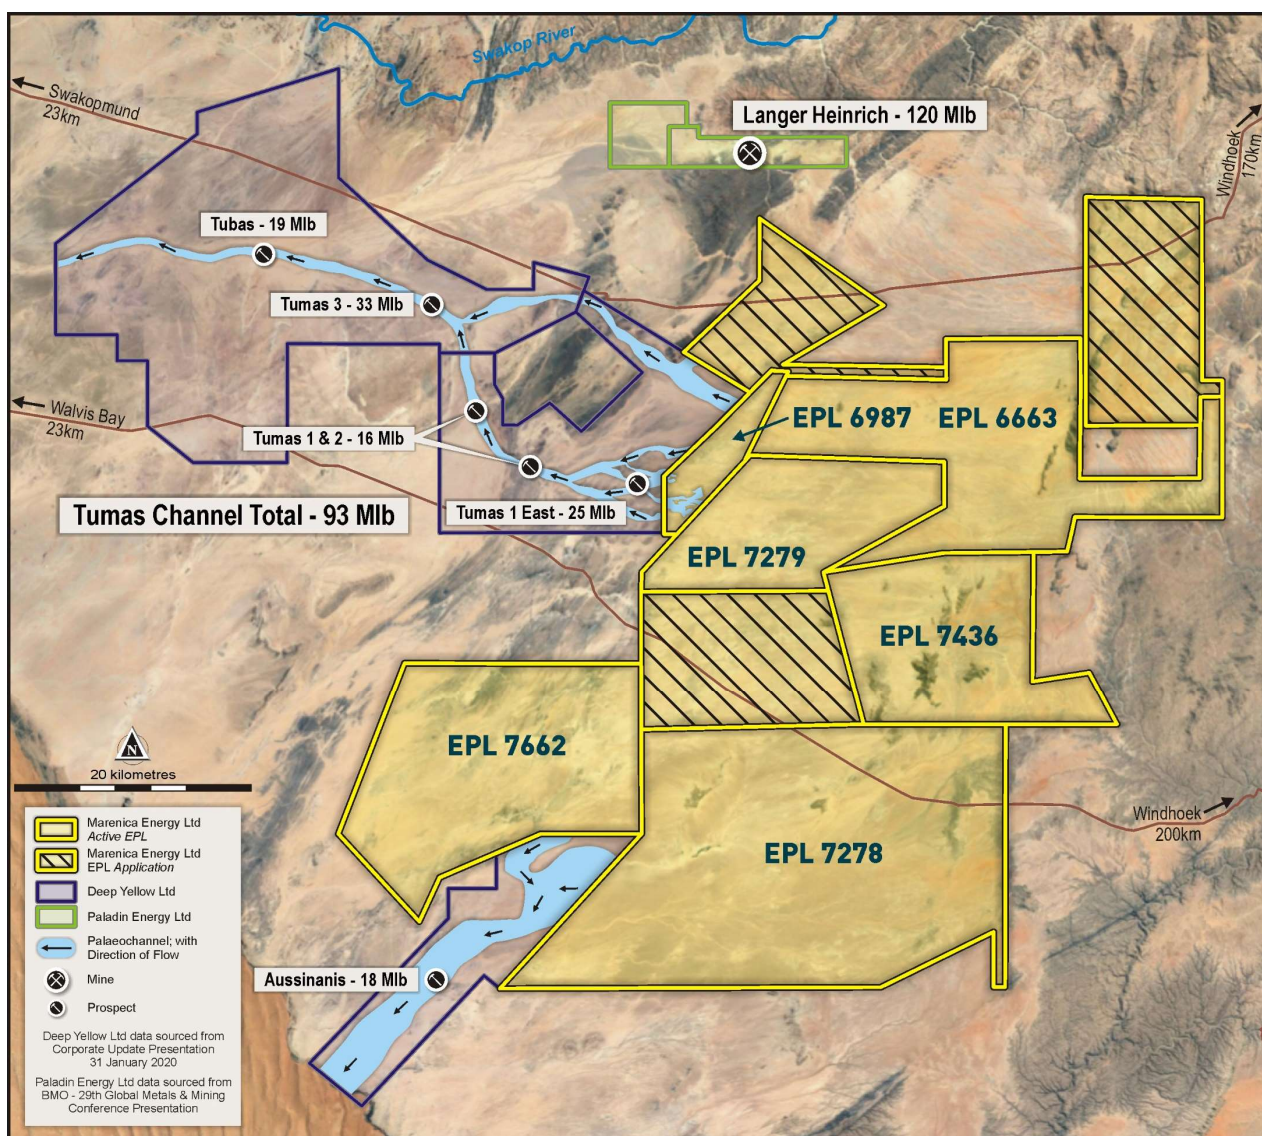 Swakop River
Swakopmund
23km
Langer Heinrich - 120 Mlb
Windhoek
170km
Tubas - 19 Mlb
Tumas 3 - 33 Mlb
Walvis Bay
23km
Tumas 1 & 2 - 16 Mlb
EPL 6987
EPL 6663
Tumas Channel Total - 93 Mlb
Tumas 1 East - 25 Mlb
EPL 7279
EPL 7436
EPL 7662
N
20 kilometres
Windhoek
200km
EPL 7278
Aussinanis - 18 Mlb
Marenica Energy Ltd
Active EPL
Marenica Energy Ltd
EPL Application
Deep Yellow Ltd
Paladin Energy Ltd
Palaeochannel; with
Direction of Flow
Mine
Prospect
Deep Yellow Ltd data sourced from
Corporate Update Presentation
31 January 2020
Paladin Energy Ltd data sourced from
BMO - 29th Global Metals & Mining
Conference Presentation